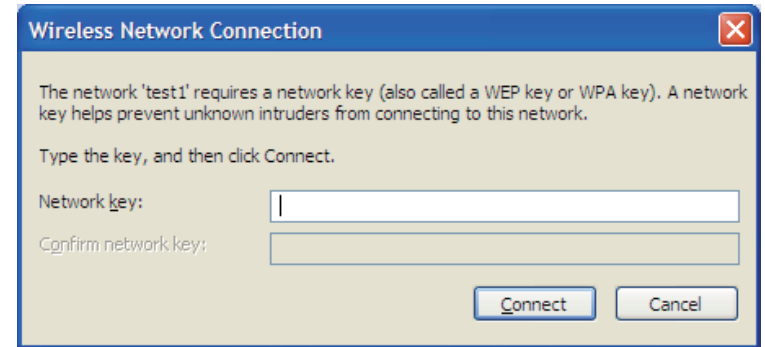 Wireless Network Connection
The network 'test1' requires a network key (also called a WEP key or WPA key). A network
key helps prevent unknown intruders from connecting to this network.
Type the key, and then click Connect.
Network key:
Confirm network key:
Connect Cancel